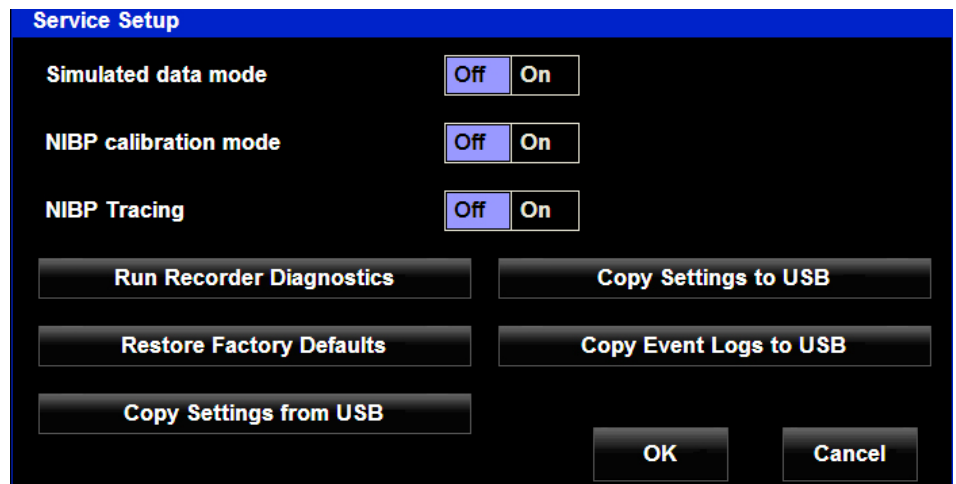 Service Setup
Simulated data mode Off On
NIBP calibration mode Off On
NIBP Tracing Off On
Run Recorder Diagnostics Copy Settings to USB
Restore Factory Defaults Copy Event Logs to USB
Copy Settings from USB
OK Cancel